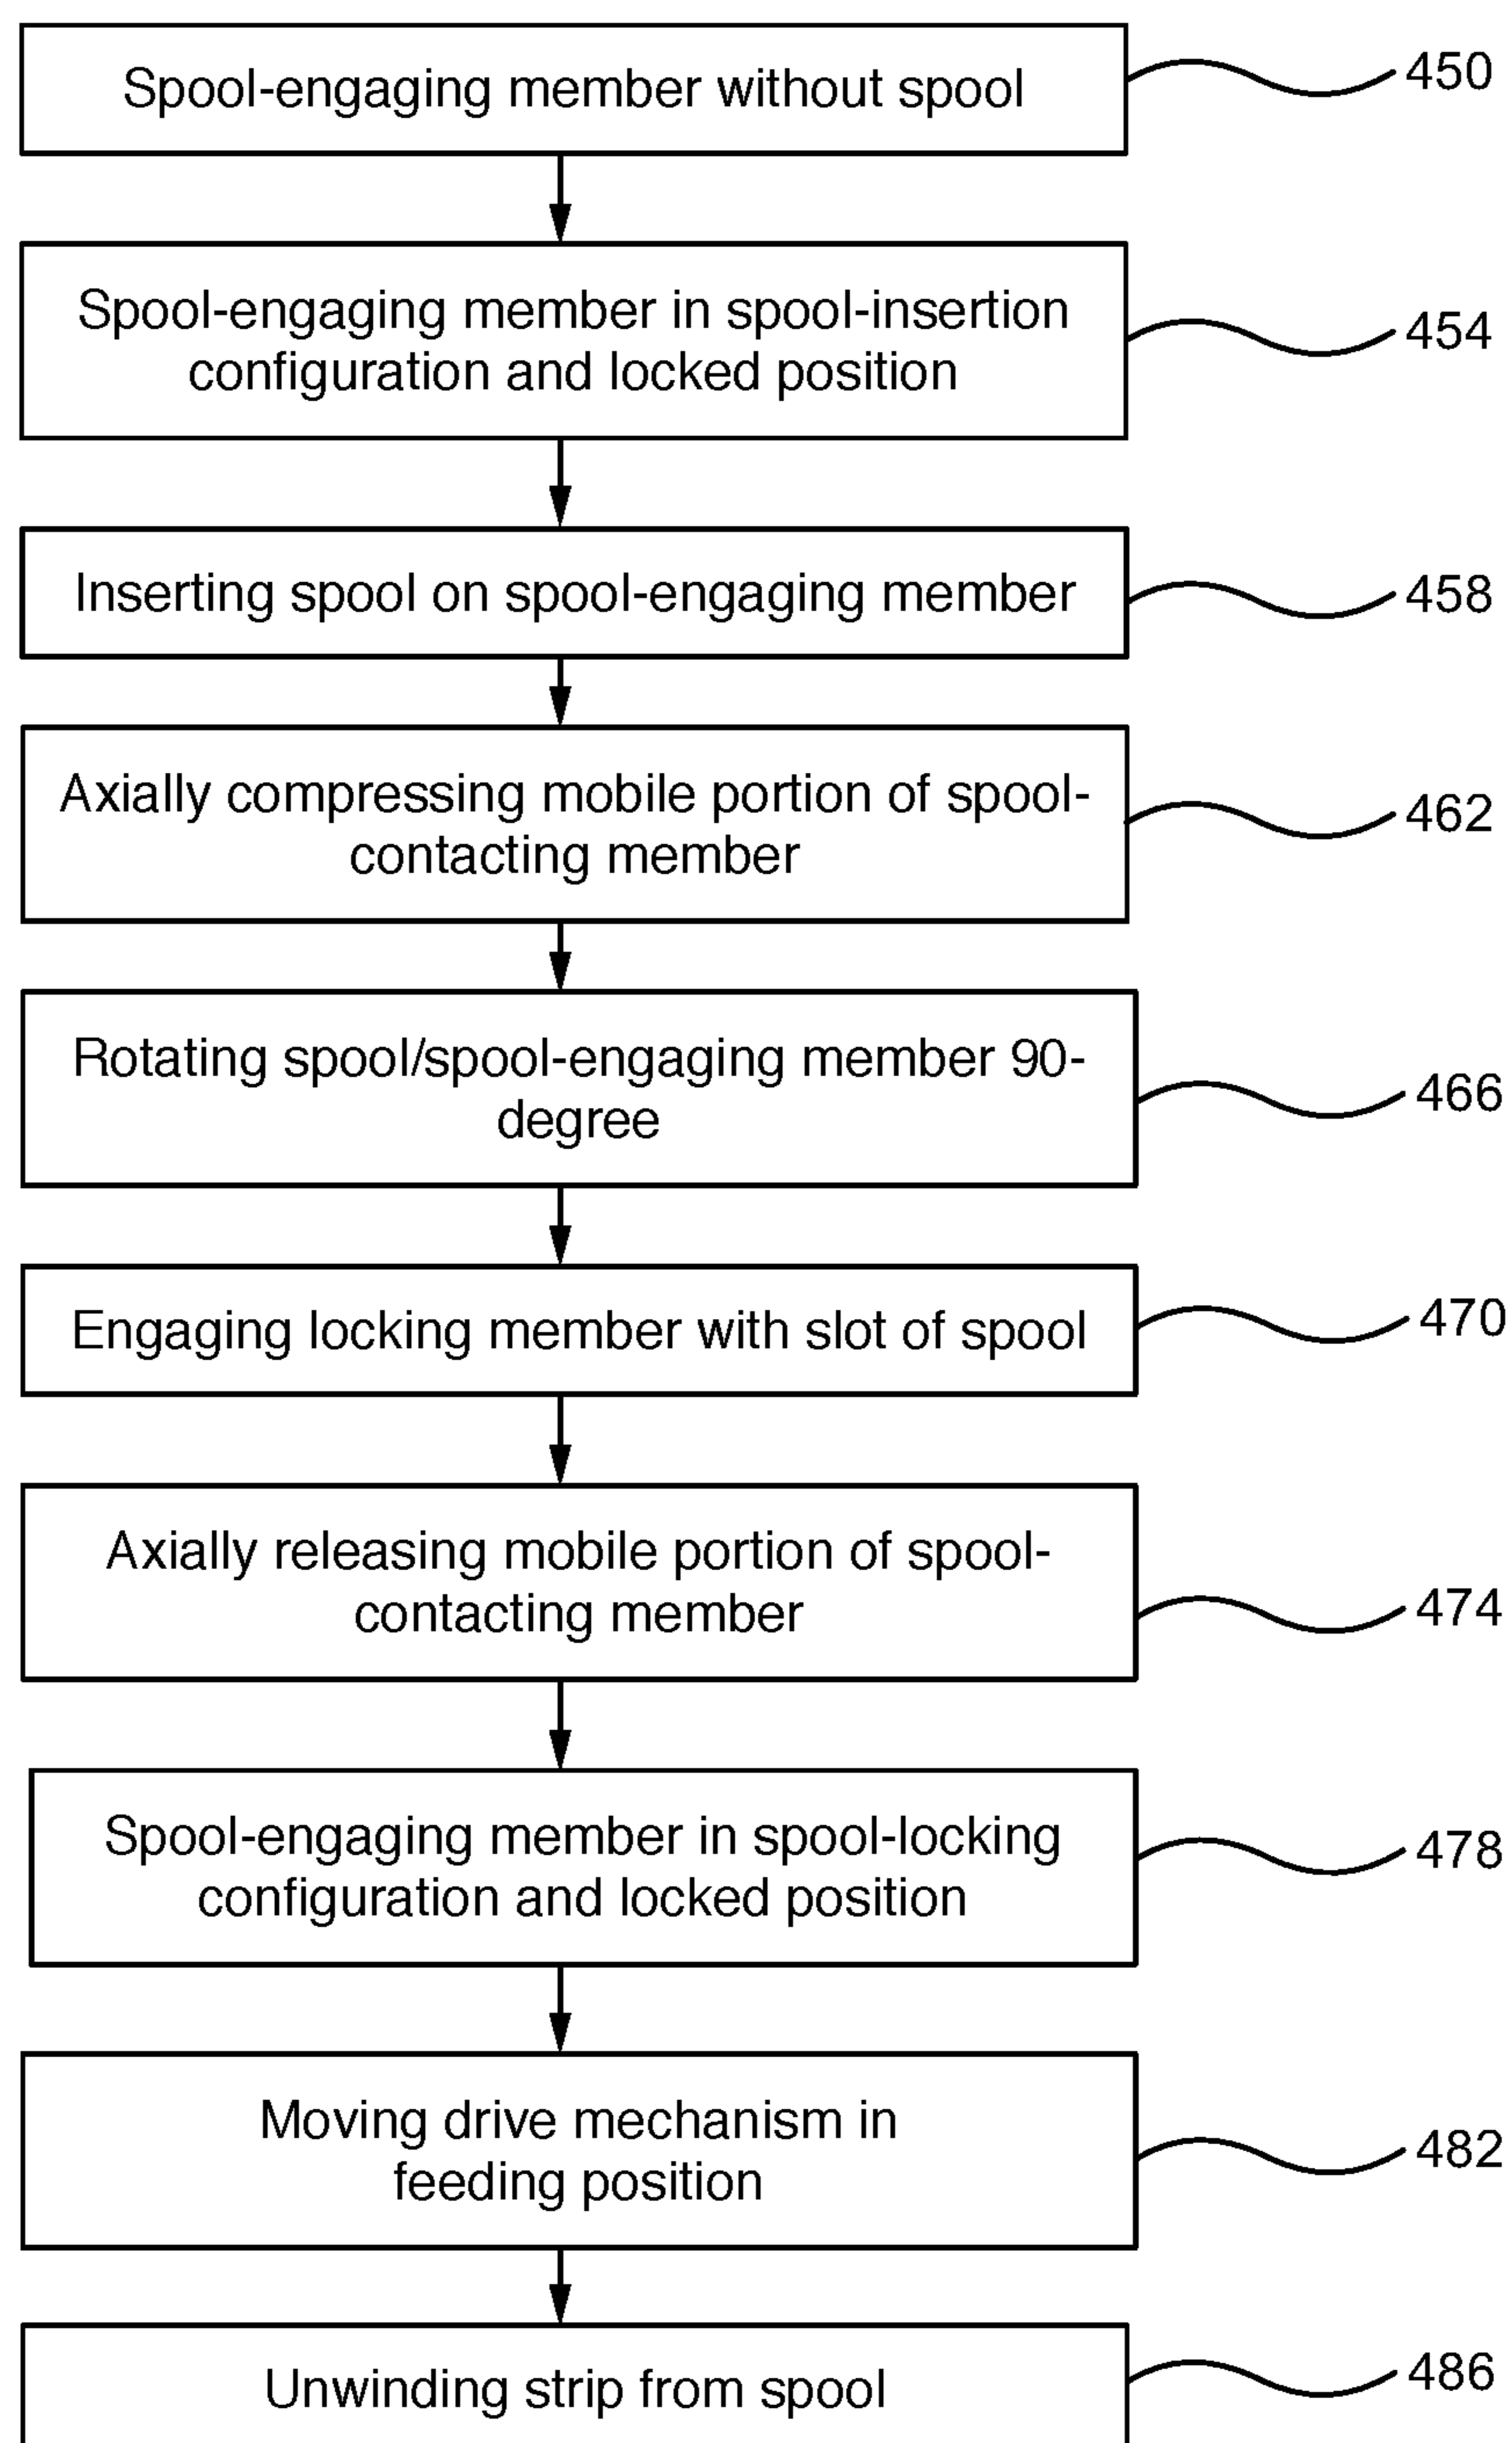 Spool-engaging member without spool
450
Spool-engaging member in spool-insertion
configuration and locked position
454
Inserting spool on spool-engaging member
458
Axially compressing mobile portion of spool-
contacting member
462
Rotating spool/spool-engaging member 90-
degree
466
Engaging locking member with slot of spool
470
Axially releasing mobile portion of spool-
contacting member
474
Spool-engaging member in spool-locking
configuration and locked position
478
Moving drive mechanism in
feeding position
482
Unwinding strip from spool
486